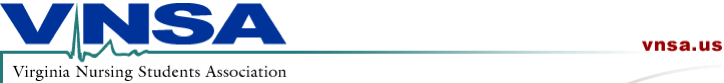 VNSA
vnsa.us
Virginia Nursing Students Association